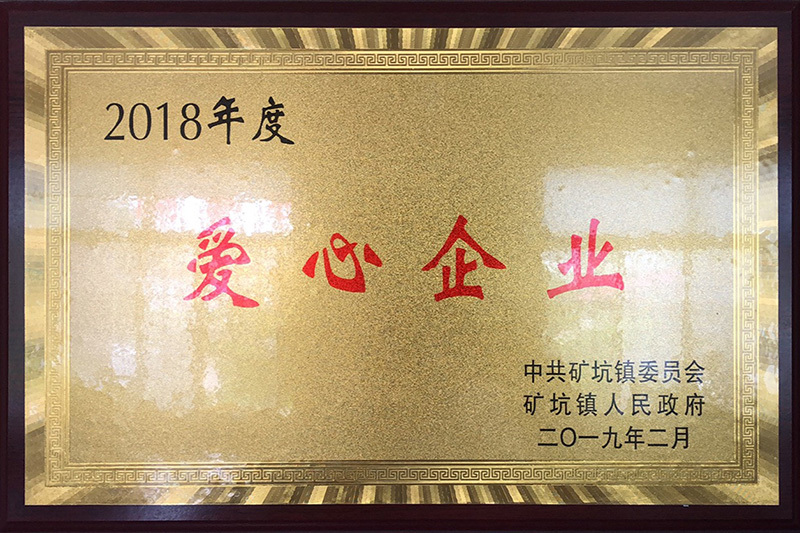 2018年度
爱心企业
中共矿坑镇委员会
矿坑镇人民政府
二〇一九年二月